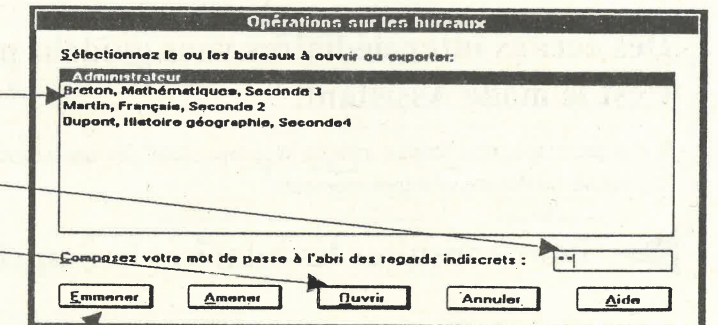 Opérations sur les bureaux
Sélectionnez le ou les bureaux à ouvrir ou exporter:
Administrateur
Breton, Mathématiques, Seconde 3
Martin, Français, Seconde 2
Dupont, Histoire géographie, Seconde4
Composez votre mot de passe à l'abri des regards indiscrets : **
Emmener Amener Ouvrir Annuler Aide